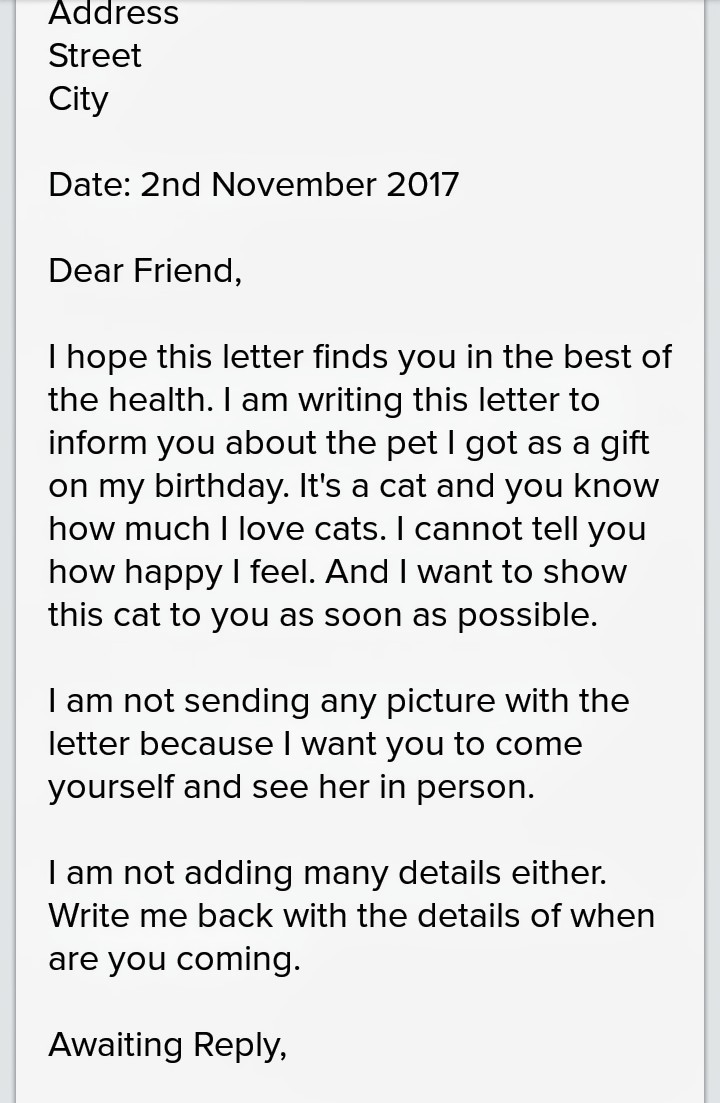 Address
Street
City
Date: 2nd November 2017
Dear Friend,
I hope this letter finds you in the best of
the health. I am writing this letter to
inform you about the pet I got as a gift
on my birthday. It's a cat and you know
how much I love cats. I cannot tell you
how happy I feel. And I want to show
this cat to you as soon as possible.
I am not sending any picture with the
letter because I want you to come
yourself and see her in person.
I am not adding many details either.
Write me back with the details of when
are you coming.
Awaiting Reply,